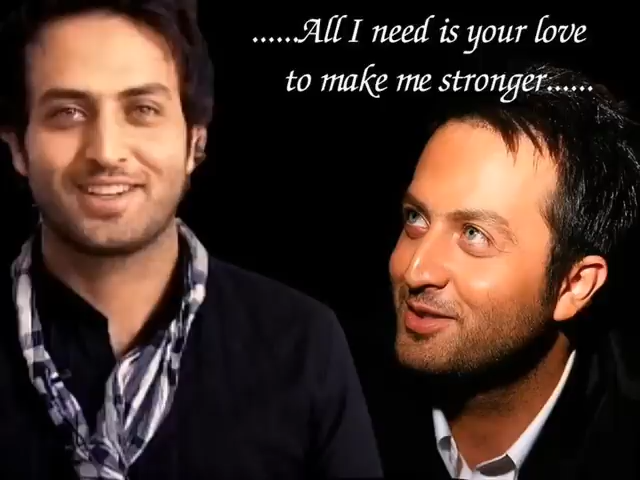 ......All I need is your love
to make me stronger......